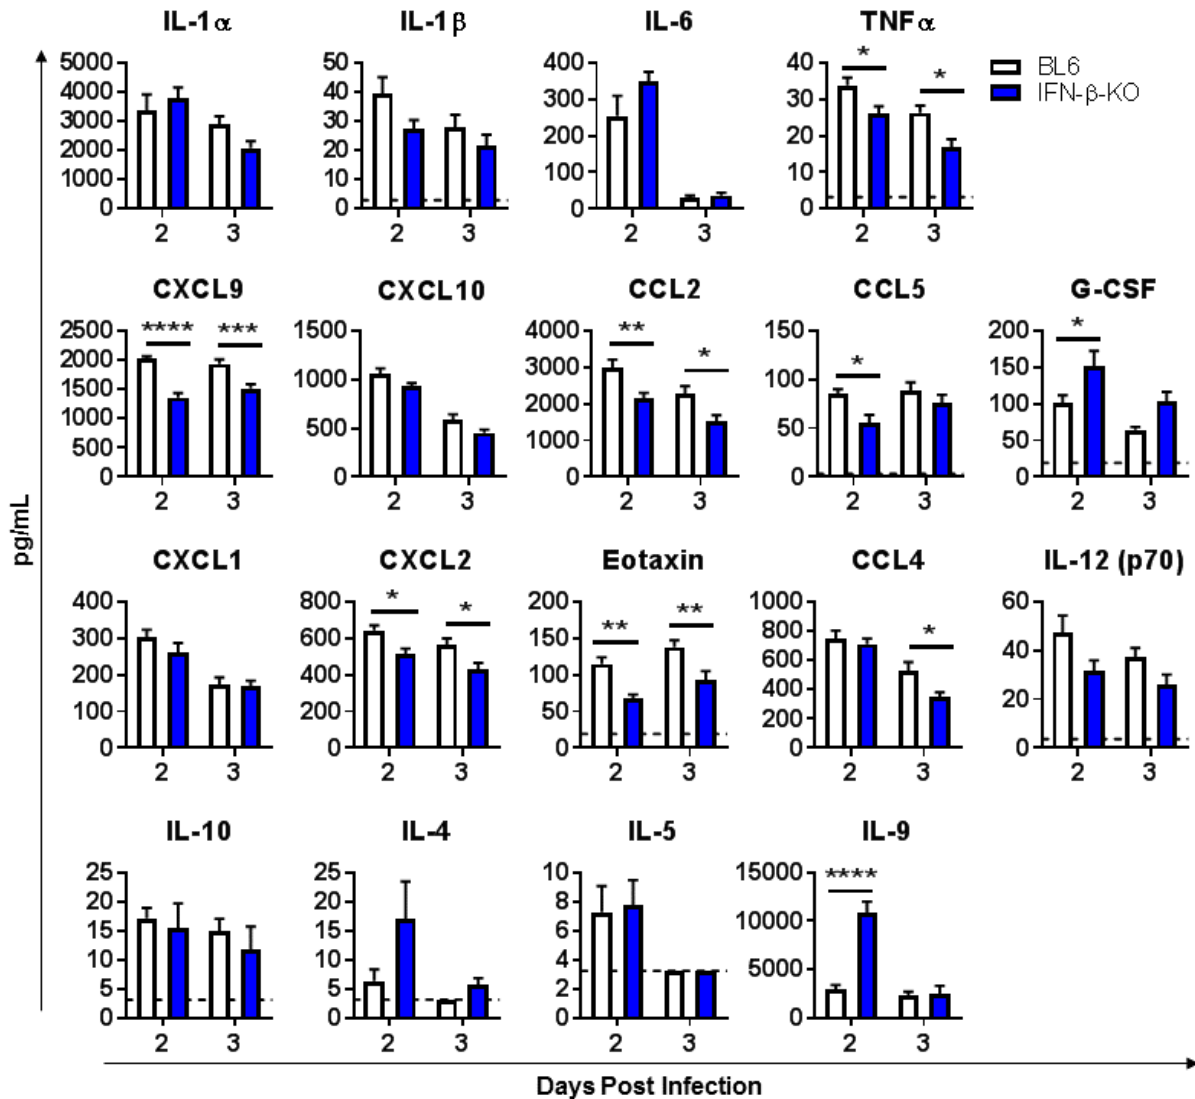 IL-1α IL-1β IL-6 TNFα
5000 50 400 40
4000 40 300 30
3000 30 200 20
2000 20 100 10
1000 10 0 0
0 0
* *
BL6
IFN-β-KO
2 3 2 3 2 3 2 3
CXCL9 CXCL10 CCL2 CCL5 G-CSF
2500 1500 4000 150 200
2000 1000 3000 100 150
1500 500 2000 50 100
1000 0 1000 0 50
500 0 0
0
**** *** ** * * *
2 3 2 3 2 3 2 3 2 3
pg/mL
CXCL1 CXCL2 Eotaxin CCL4 IL-12 (p70)
400 800 200 1000 60
300 600 150 800 40
200 400 100 600 20
100 200 50 400 0
0 0 0 200
0
* * ** ** *
2 3 2 3 2 3 2 3 2 3
IL-10 IL-4 IL-5 IL-9
25 25 10 15000
20 20 8 10000
15 15 6 5000
10 10 4 0
5 5 2
0 0 0
****
2 3 2 3 2 3 2 3
Days Post Infection